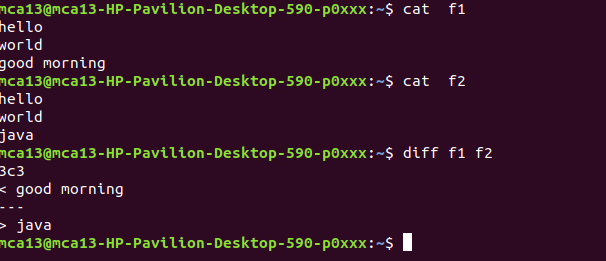 mca13@mca13-HP-Pavilion-Desktop-590-p0xxx:~$ cat  f1
hello
world
good morning
mca13@mca13-HP-Pavilion-Desktop-590-p0xxx:~$ cat  f2
hello
world
java
mca13@mca13-HP-Pavilion-Desktop-590-p0xxx:~$ diff f1 f2
3c3
< good morning
---
> java
mca13@mca13-HP-Pavilion-Desktop-590-p0xxx:~$